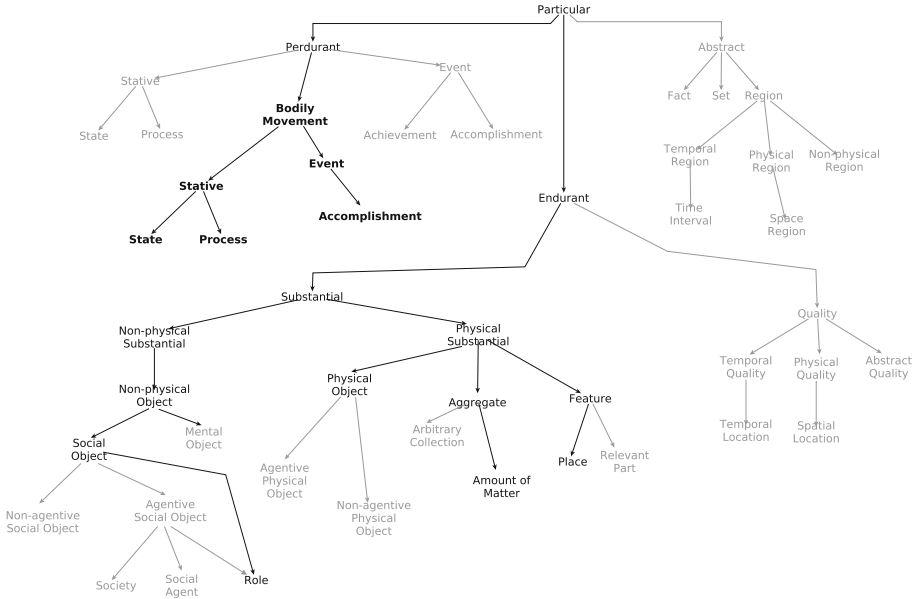 Particular
Perdurant
Abstract
Stative
Event
Fact
Set
Region
Bodily
Movement
State
Process
Achievement
Accomplishment
Temporal
Region
Physical
Region
Non-physical
Region
Event
Stative
Endurant
Accomplishment
Time
Interval
Space
Region
State
Process
Substantial
Quality
Non-physical
Substantial
Physical
Substantial
Temporal
Quality
Physical
Quality
Abstract
Quality
Non-physical
Object
Physical
Object
Aggregate
Feature
Mental
Object
Arbitrary
Collection
Temporal
Location
Spatial
Location
Social
Object
Place
Relevant
Part
Agentive
Physical
Object
Amount of
Matter
Non-agentive
Social Object
Agentive
Social Object
Non-agentive
Physical
Object
Society
Social
Agent
Role